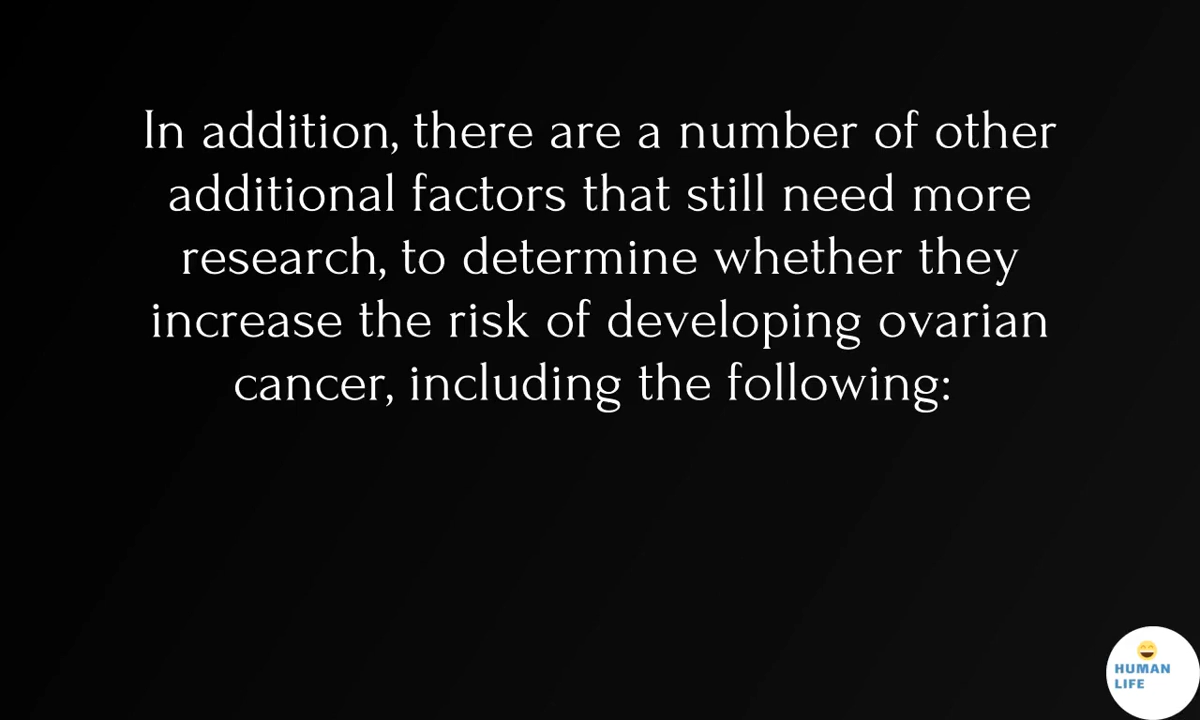 In addition, there are a number of other
additional factors that still need more
research, to determine whether they
increase the risk of developing ovarian
cancer, including the following:
HUMAN
LIFE